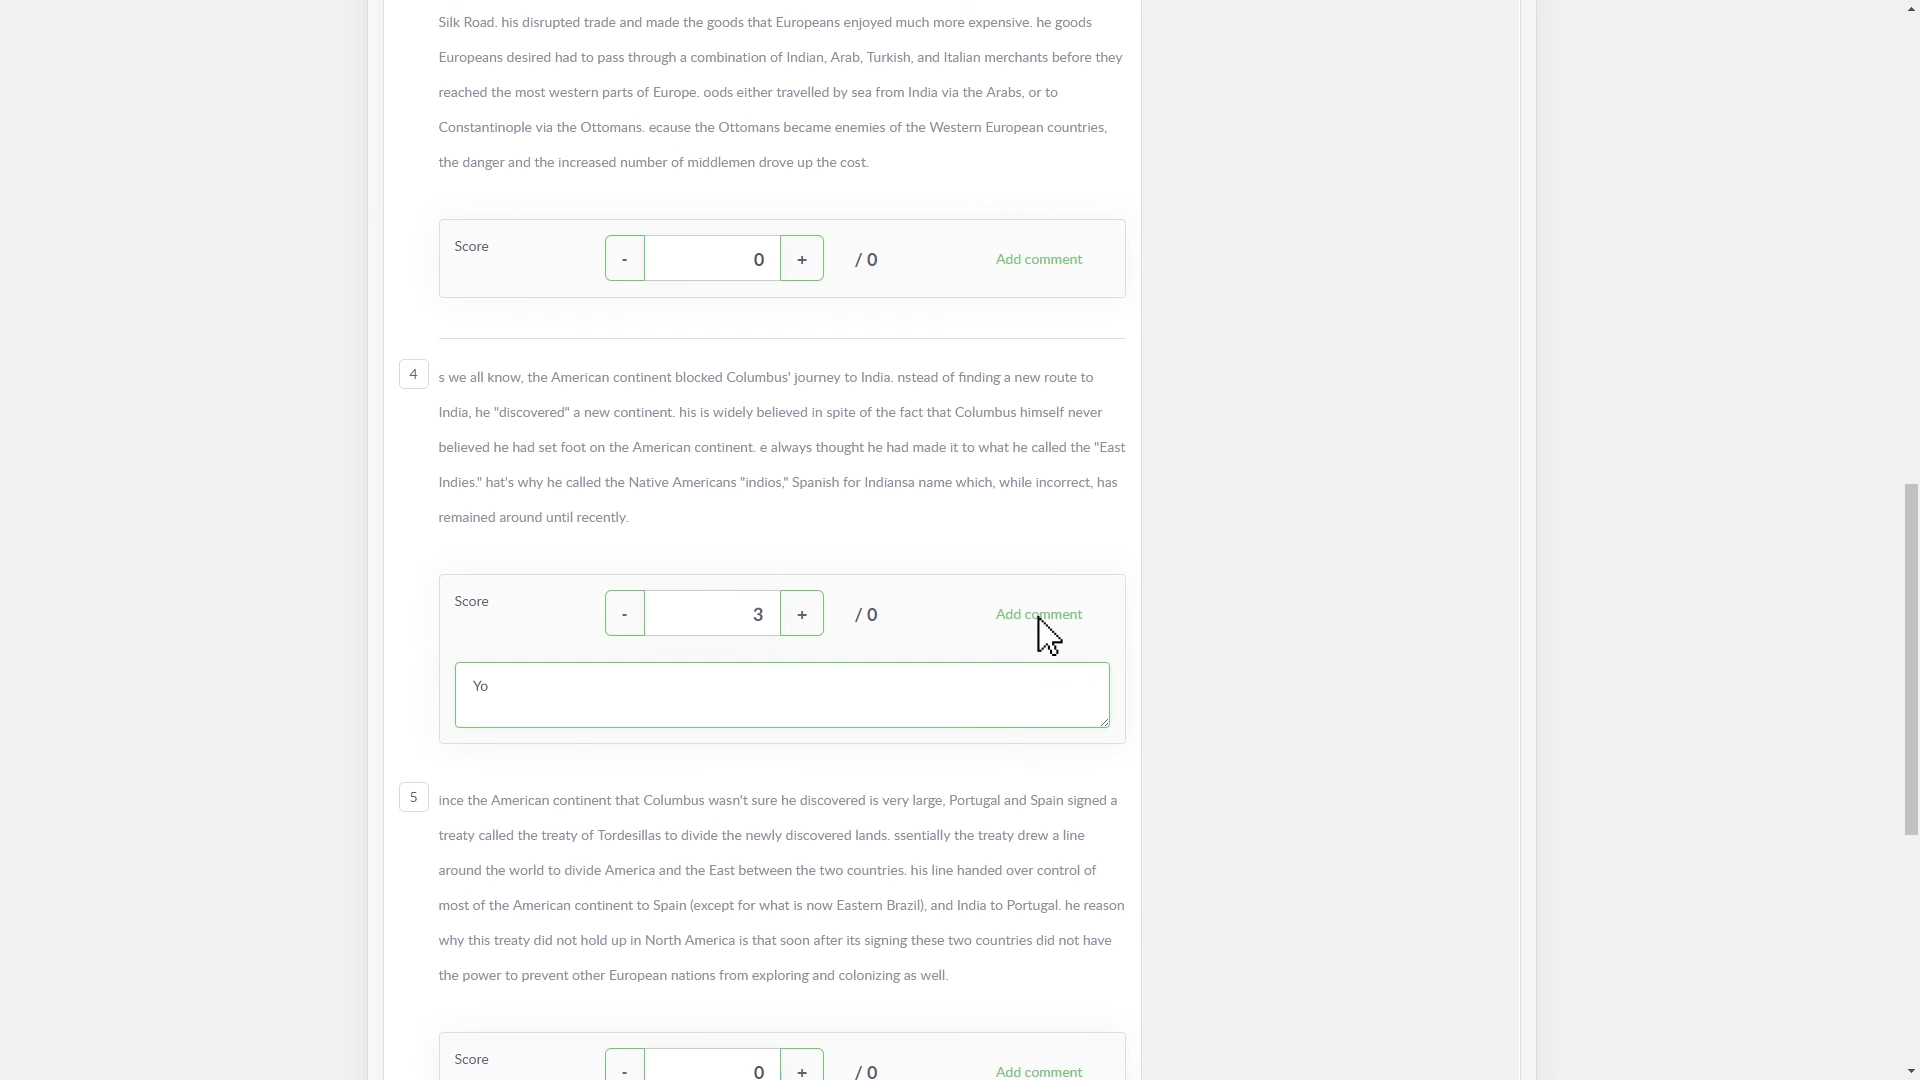 Silk Road. his disrupted trade and made the goods that Europeans enjoyed much more expensive. he goods
Europeans desired had to pass through a combination of Indian, Arab, Turkish, and Italian merchants before they
reached the most western parts of Europe. oods either travelled by sea from India via the Arabs, or to
Constantinople via the Ottomans. ecause the Ottomans became enemies of the Western European countries,
the danger and the increased number of middlemen drove up the cost.
Score - 0 + / 0 Add comment
4 s we all know, the American continent blocked Columbus' journey to India. nstead of finding a new route to
India, he "discovered" a new continent. his is widely believed in spite of the fact that Columbus himself never
believed he had set foot on the American continent. e always thought he had made it to what he called the "East
Indies." hat's why he called the Native Americans "indios," Spanish for Indiansa name which, while incorrect, has
remained around until recently.
Score - 3 + / 0 Add comment
Yo
5 ince the American continent that Columbus wasn't sure he discovered is very large, Portugal and Spain signed a
treaty called the treaty of Tordesillas to divide the newly discovered lands. ssentially the treaty drew a line
around the world to divide America and the East between the two countries. his line handed over control of
most of the American continent to Spain (except for what is now Eastern Brazil), and India to Portugal. he reason
why this treaty did not hold up in North America is that soon after its signing these two countries did not have
the power to prevent other European nations from exploring and colonizing as well.
Score - 0 + / 0 Add comment